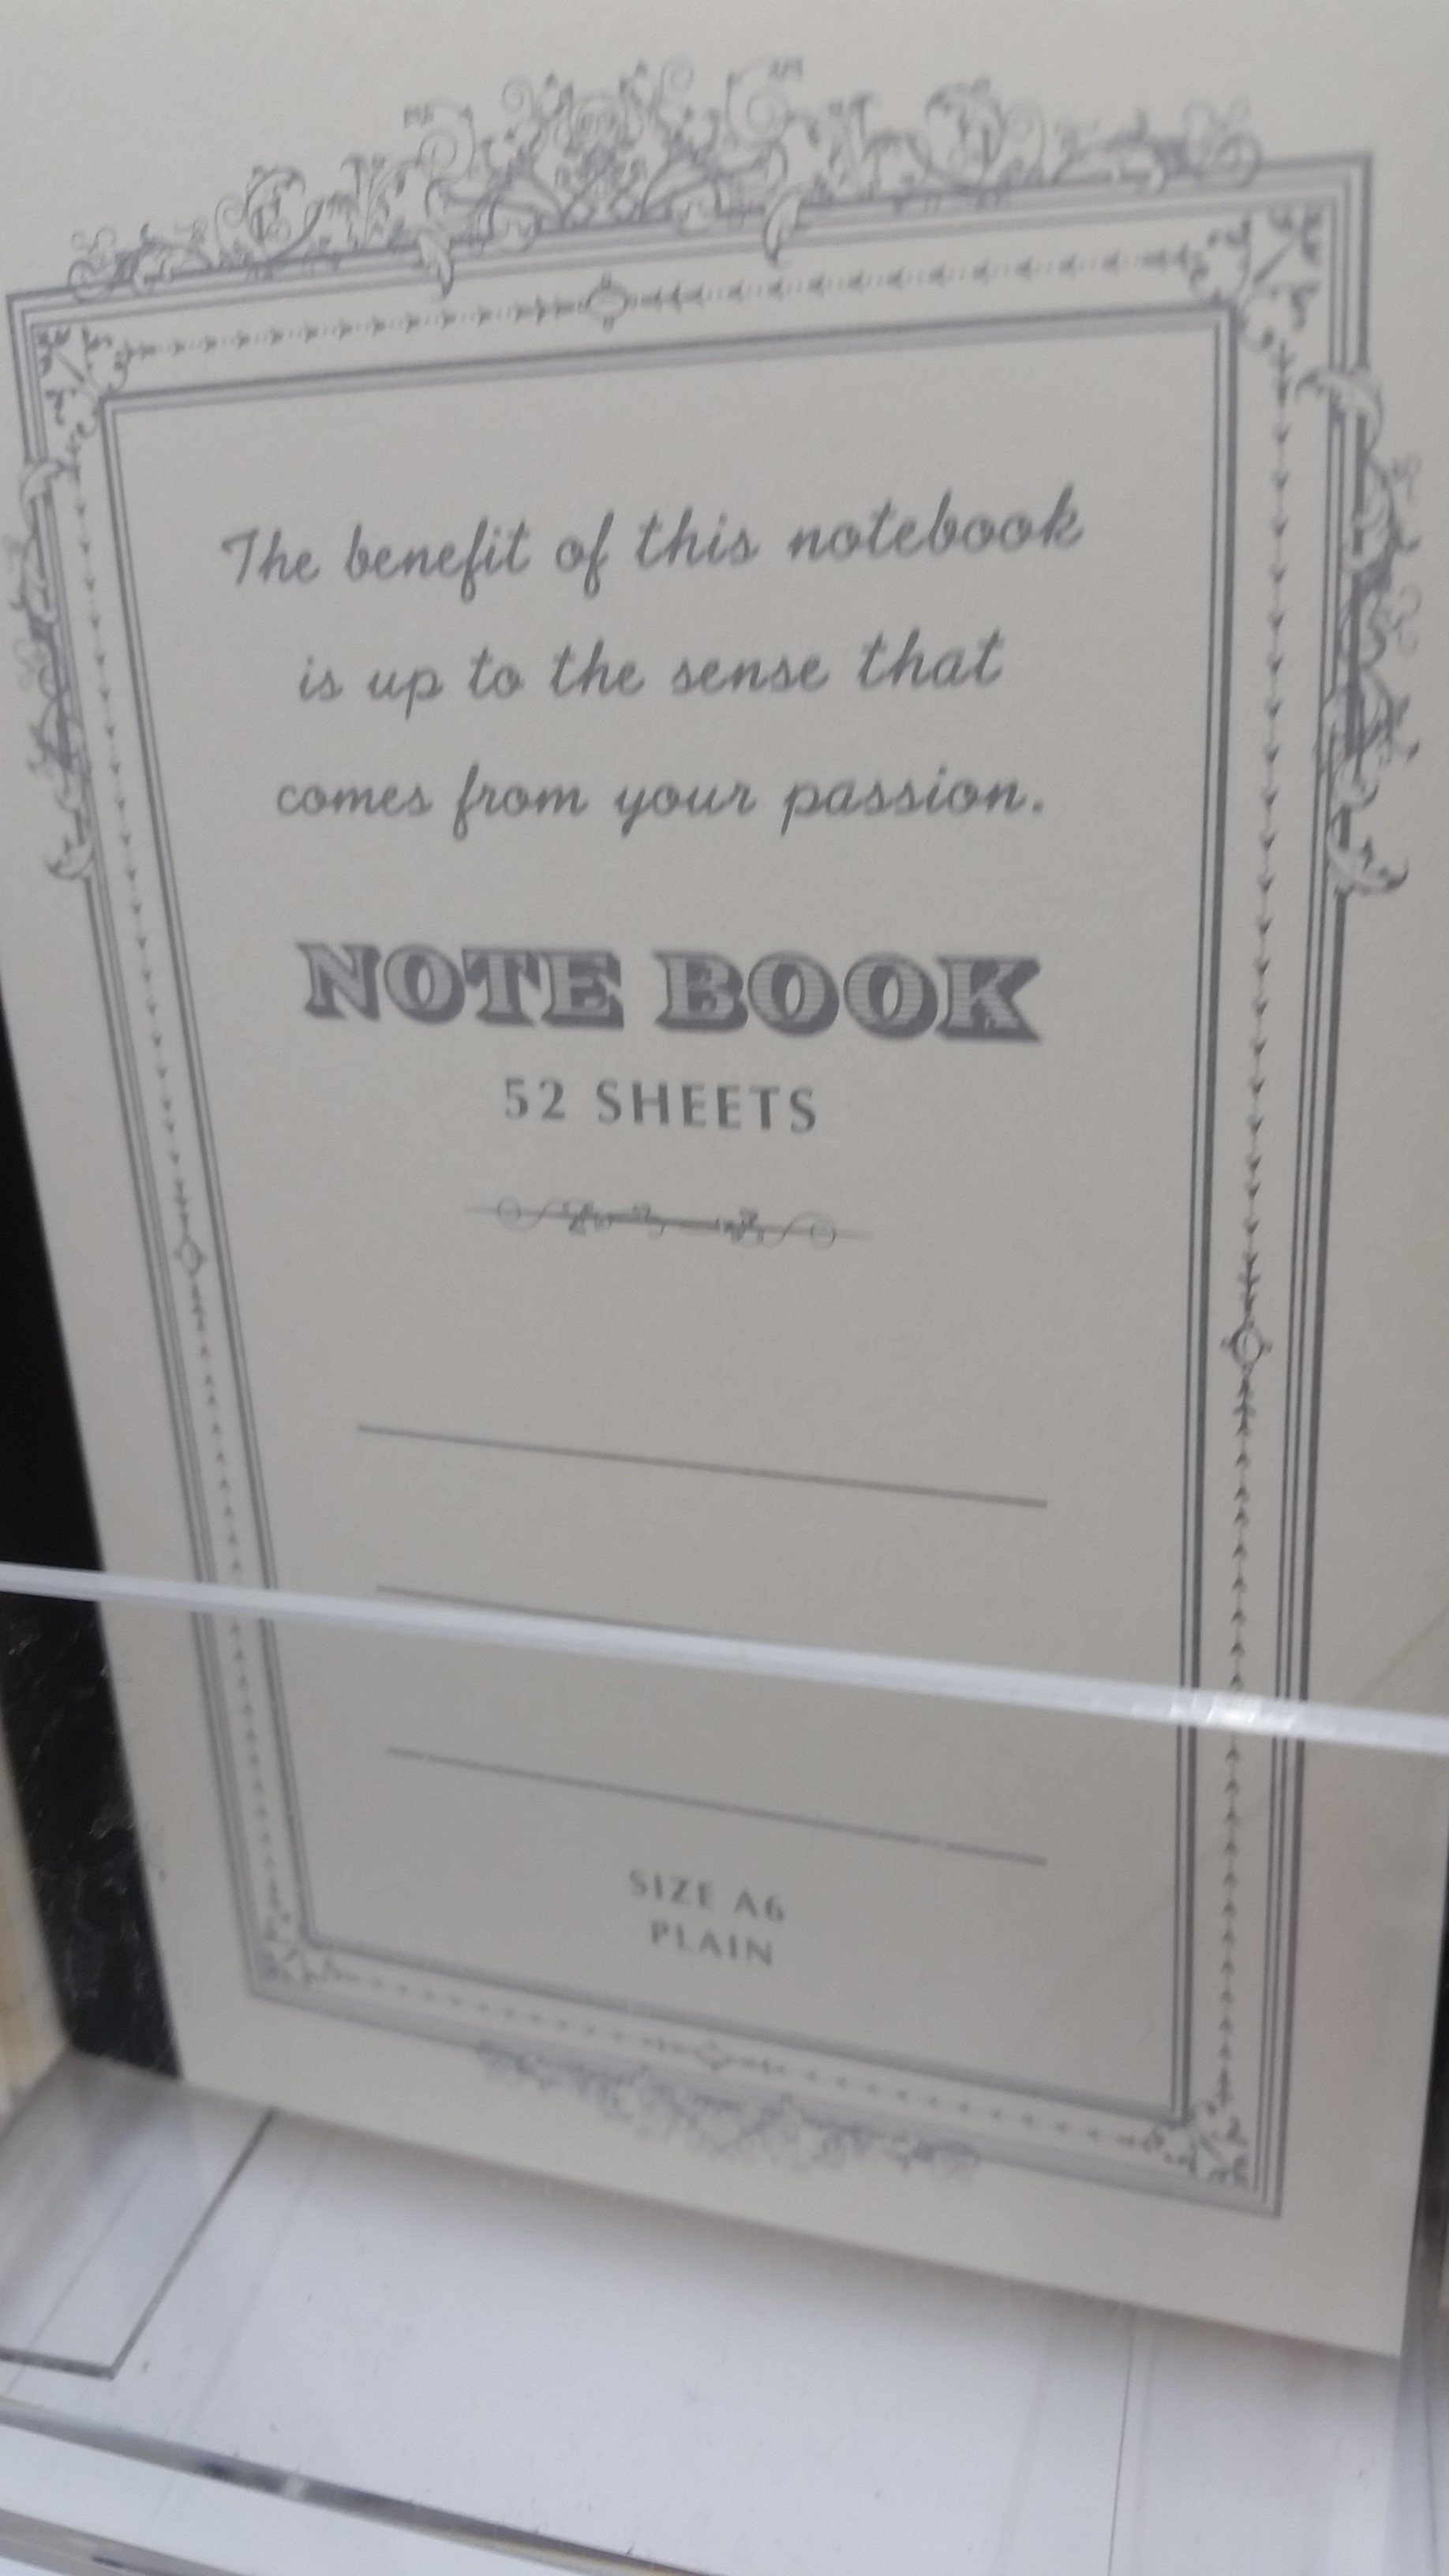 The benefit of this notebook
is up to the sense that
comes from your passion.
NOTE BOOK
52 SHEETS
SIZE A6
PLAIN